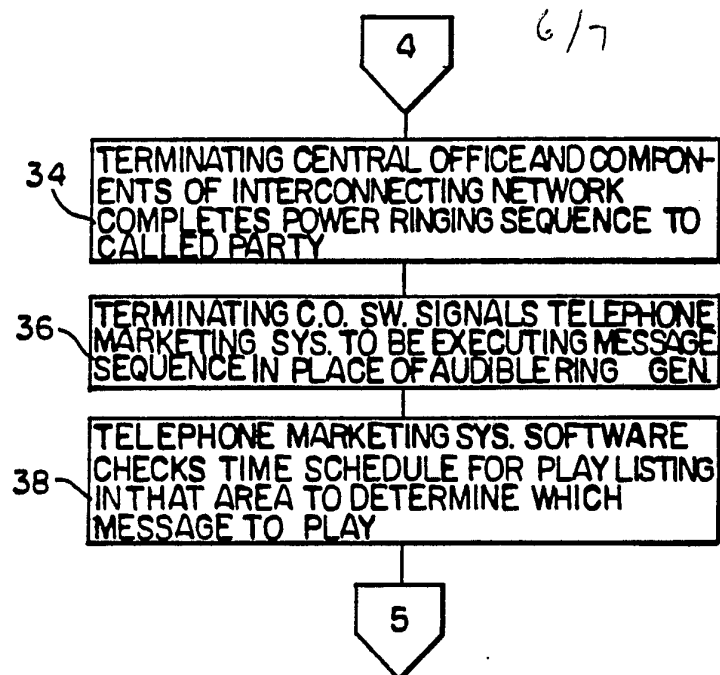 6/7
4
34
TERMINATING CENTRAL OFFICE AND COMPON-
ENTS OF INTERCONNECTING NETWORK
COMPLETES POWER RINGING SEQUENCE TO
CALLED PARTY
36
TERMINATING C.O. SW. SIGNALS TELEPHONE
MARKETING SYS. TO BE EXECUTING MESSAGE
SEQUENCE IN PLACE OF AUDIBLE RING GEN.
38
TELEPHONE MARKETING SYS. SOFTWARE
CHECKS TIME SCHEDULE FOR PLAY LISTING
IN THAT AREA TO DETERMINE WHICH
MESSAGE TO PLAY
5